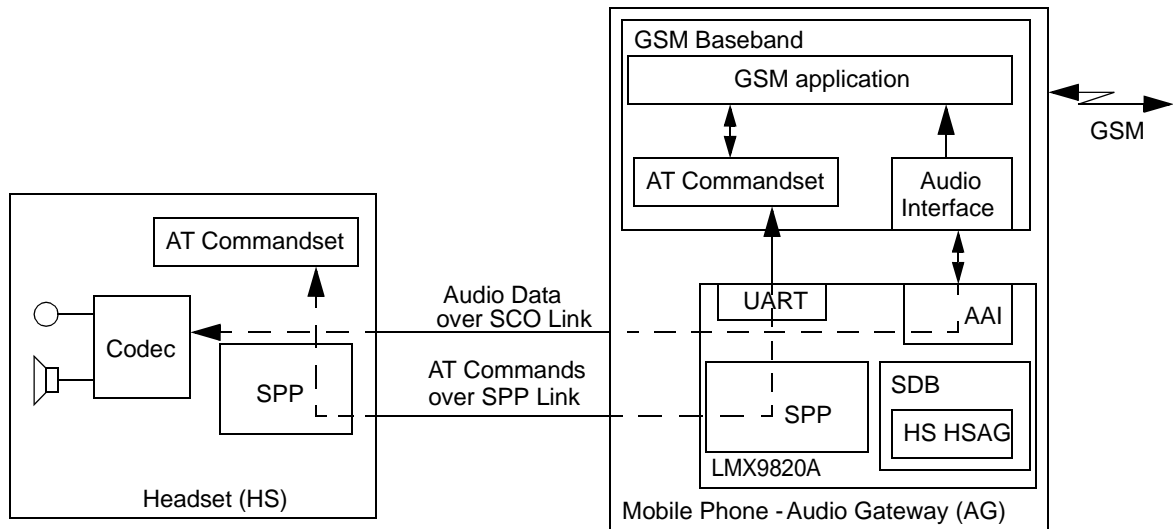 GSM Baseband
GSM application
GSM
AT Commandset
Audio
Interface
AT Commandset
Audio Data
over SCO Link
UART
AAI
Codec
SPP
AT Commands
over SPP Link
SPP
SDB
HS HSAG
LMX9820A
Headset (HS)
Mobile Phone - Audio Gateway (AG)